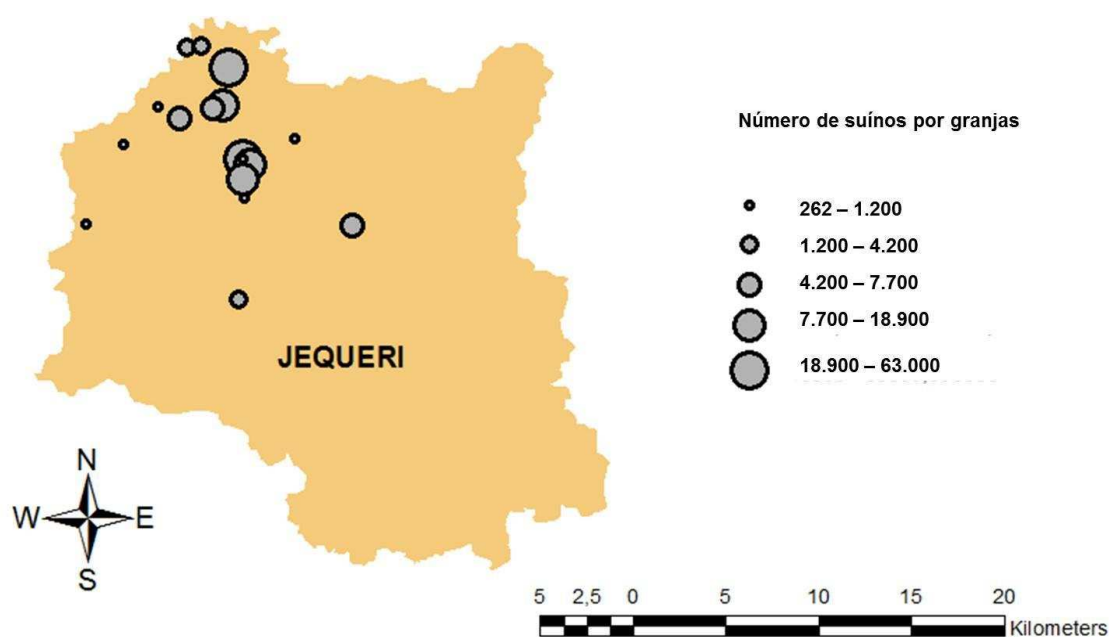 Número de suínos por granjas
262 – 1.200
1.200 – 4.200
4.200 – 7.700
7.700 – 18.900
18.900 – 63.000
JEQUERI
N
W E
S
5 2,5 0 5 10 15 20
Kilometers